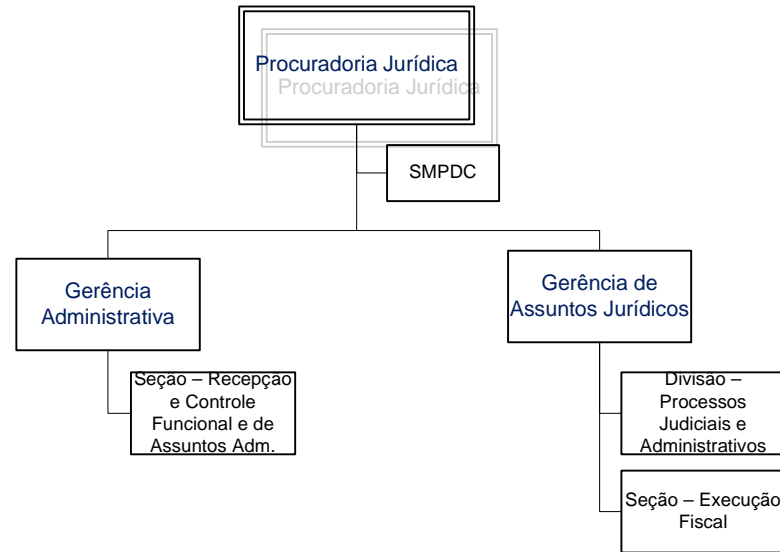 Procuradoria Jurídica
Procuradoria Jurídica
SMPDC
Gerência
Administrativa
Gerência de
Assuntos Jurídicos
Seção – Recepção
e Controle
Funcional e de
Assuntos Adm.
Divisão –
Processos
Judiciais e
Administrativos
Seção – Execução
Fiscal